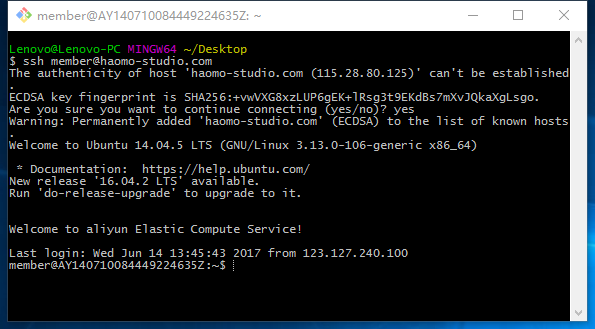 member@AY140710084449224635Z: ~
Lenovo@Lenovo-PC MINGW64 ~/Desktop
$ ssh member@haomo-studio.com
The authenticity of host 'haomo-studio.com (115.28.80.125)' can't be established
.
ECDSA key fingerprint is SHA256:+vwVXG8xzLUP6gEK+lRsg3t9EKdBs7mXvJQkaXgLsgo.
Are you sure you want to continue connecting (yes/no)? yes
Warning: Permanently added 'haomo-studio.com' (ECDSA) to the list of known hosts
.
Welcome to Ubuntu 14.04.5 LTS (GNU/Linux 3.13.0-106-generic x86_64)
* Documentation:  https://help.ubuntu.com/
New release '16.04.2 LTS' available.
Run 'do-release-upgrade' to upgrade to it.
Welcome to aliyun Elastic Compute Service!
Last login: Wed Jun 14 13:45:43 2017 from 123.127.240.100
member@AY140710084449224635Z:~$